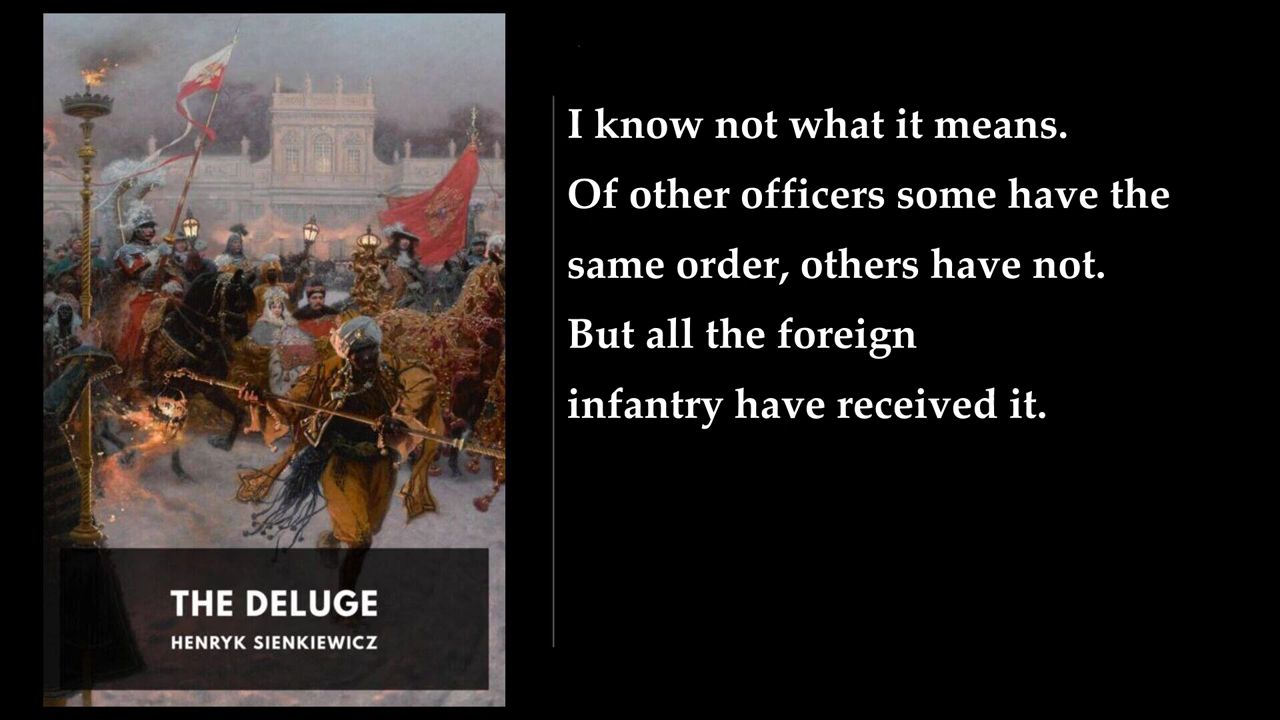 THE DELUGE
HENRYK SIENKIEWICZ
I know not what it means.
Of other officers some have the
same order, others have not.
But all the foreign
infantry have received it.